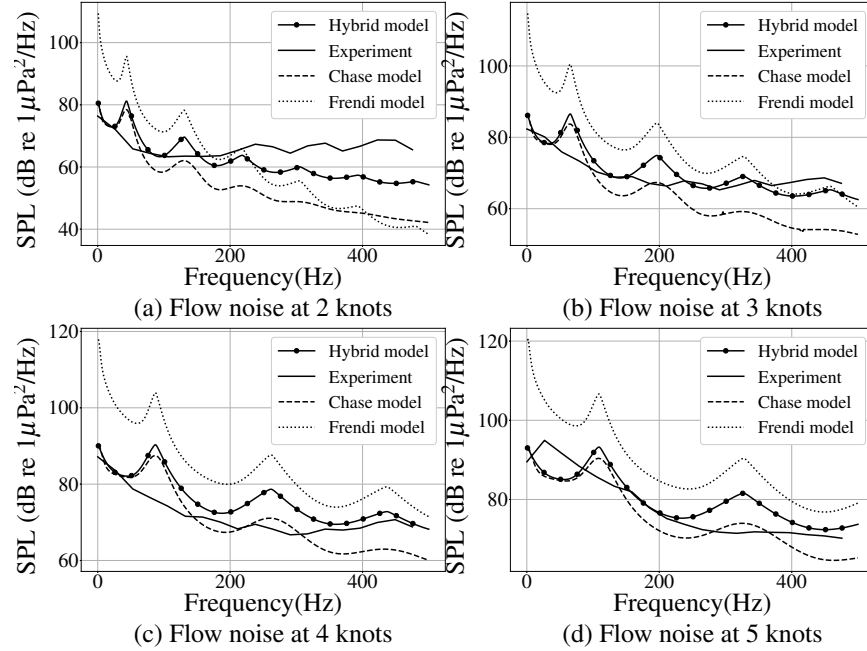 Hybrid model
Experiment
Chase model
Frendi model
100
80
60
40
SPL (dB re 1μPa²/Hz)
0 200 400
Frequency(Hz)
(a) Flow noise at 2 knots
Hybrid model
Experiment
Chase model
Frendi model
100
80
60
SPL (dB re 1μPa²/Hz)
0 200 400
Frequency(Hz)
(b) Flow noise at 3 knots
Hybrid model
Experiment
Chase model
Frendi model
120
100
80
60
SPL (dB re 1μPa²/Hz)
0 200 400
Frequency(Hz)
(c) Flow noise at 4 knots
Hybrid model
Experiment
Chase model
Frendi model
120
100
80
SPL (dB re 1μPa²/Hz)
0 200 400
Frequency(Hz)
(d) Flow noise at 5 knots